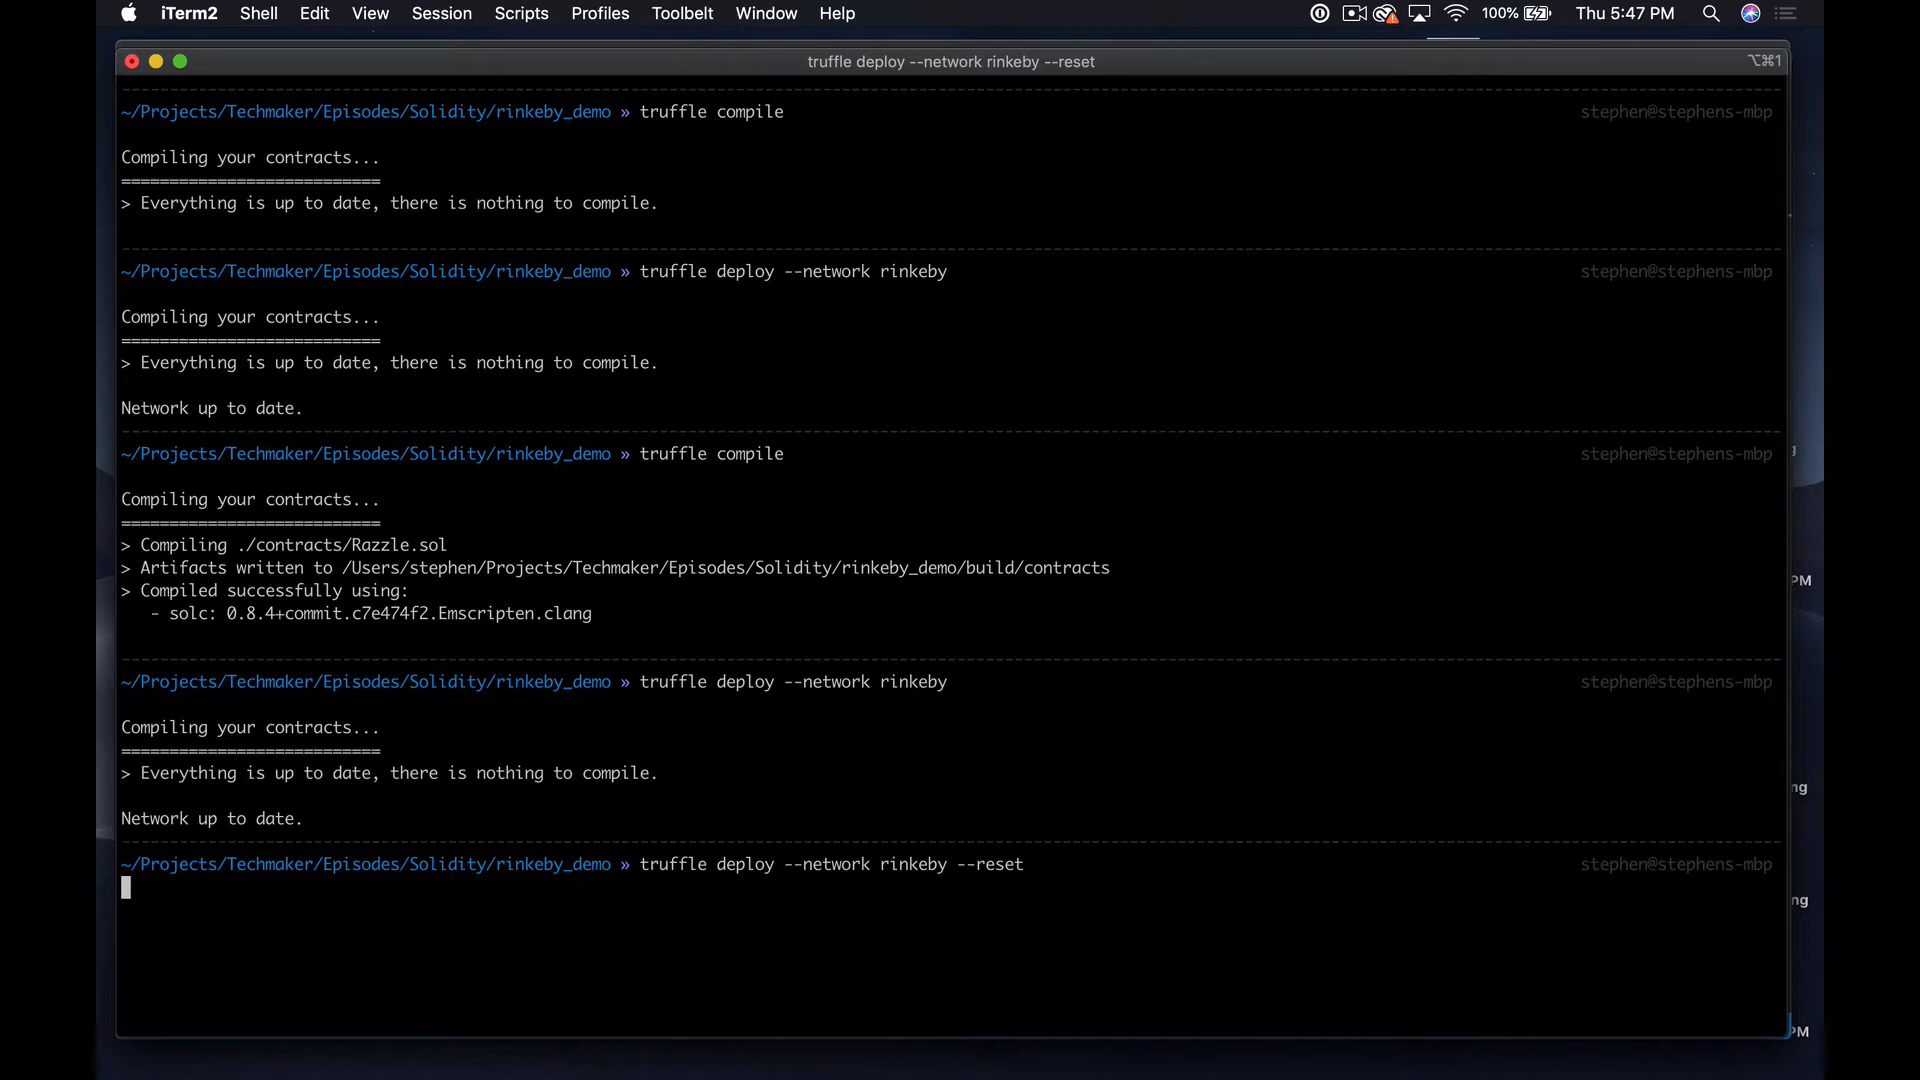 iTerm2 Shell Edit View Session Scripts Profiles Toolbelt Window Help 100% Thu 5:47 PM
truffle deploy --network rinkeby --reset ⌥⌘1
~/Projects/Techmaker/Episodes/Solidity/rinkeby_demo » truffle compile stephen@stephens-mbp
Compiling your contracts...
===========================
> Everything is up to date, there is nothing to compile.
~/Projects/Techmaker/Episodes/Solidity/rinkeby_demo » truffle deploy --network rinkeby stephen@stephens-mbp
Compiling your contracts...
===========================
> Everything is up to date, there is nothing to compile.
Network up to date.
~/Projects/Techmaker/Episodes/Solidity/rinkeby_demo » truffle compile stephen@stephens-mbp
Compiling your contracts...
===========================
> Compiling ./contracts/Razzle.sol
> Artifacts written to /Users/stephen/Projects/Techmaker/Episodes/Solidity/rinkeby_demo/build/contracts
PM
> Compiled successfully using:
- solc: 0.8.4+commit.c7e474f2.Emscripten.clang
~/Projects/Techmaker/Episodes/Solidity/rinkeby_demo » truffle deploy --network rinkeby stephen@stephens-mbp
Compiling your contracts...
===========================
> Everything is up to date, there is nothing to compile.
ng
Network up to date.
~/Projects/Techmaker/Episodes/Solidity/rinkeby_demo » truffle deploy --network rinkeby --reset stephen@stephens-mbp
ng
PM